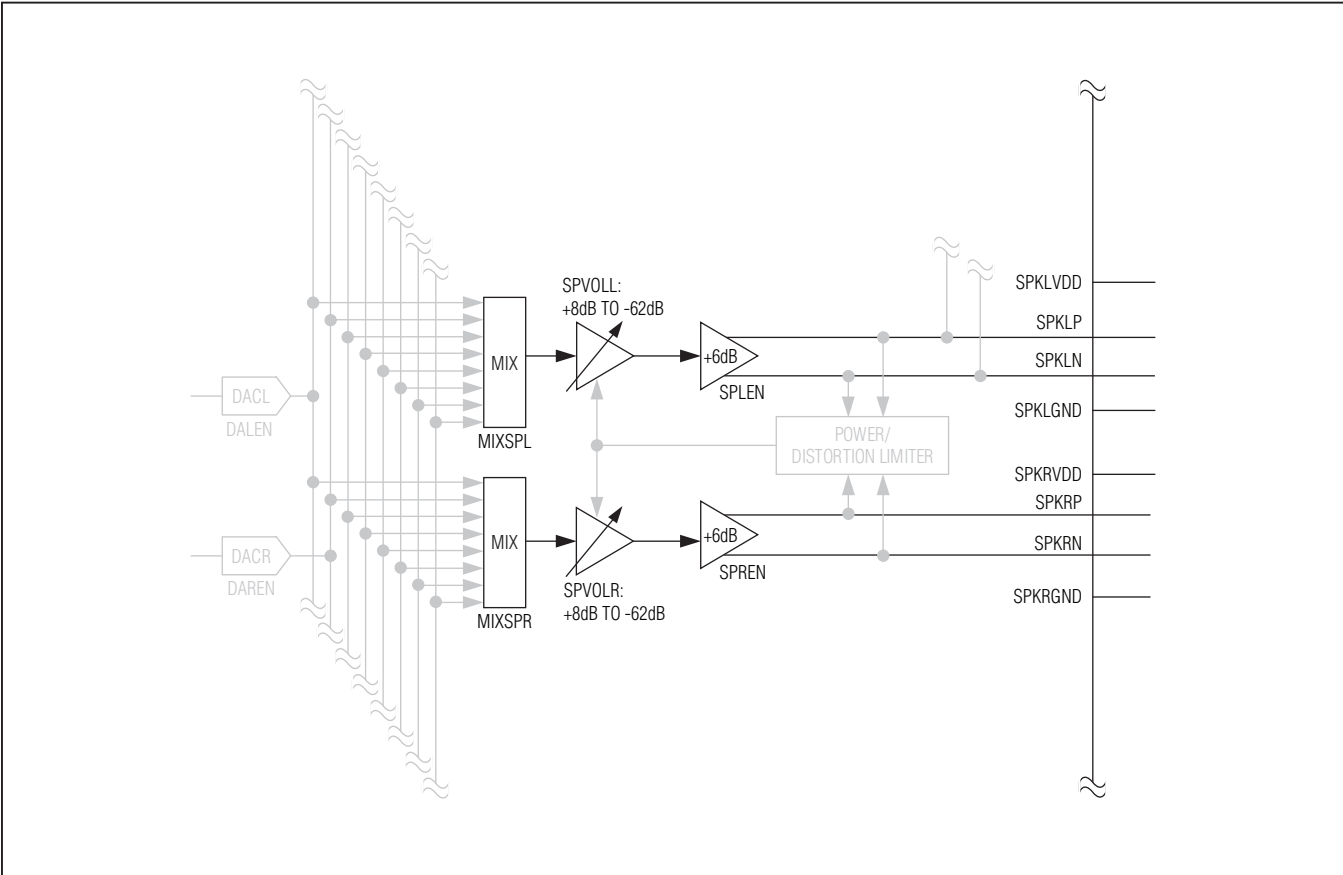 SPVOLL:
+8dB TO -62dB
MIX
MIXSPL
+6dB
SPLEN
DACL
DALEN
POWER/
DISTORTION LIMITER
SPKLVDD
SPKLP
SPKLN
SPKLGND
SPKRVDD
SPKRP
SPKRN
SPKRGND
DACR
DAREN
MIX
MIXSPR
SPVOLR:
+8dB TO -62dB
+6dB
SPREN